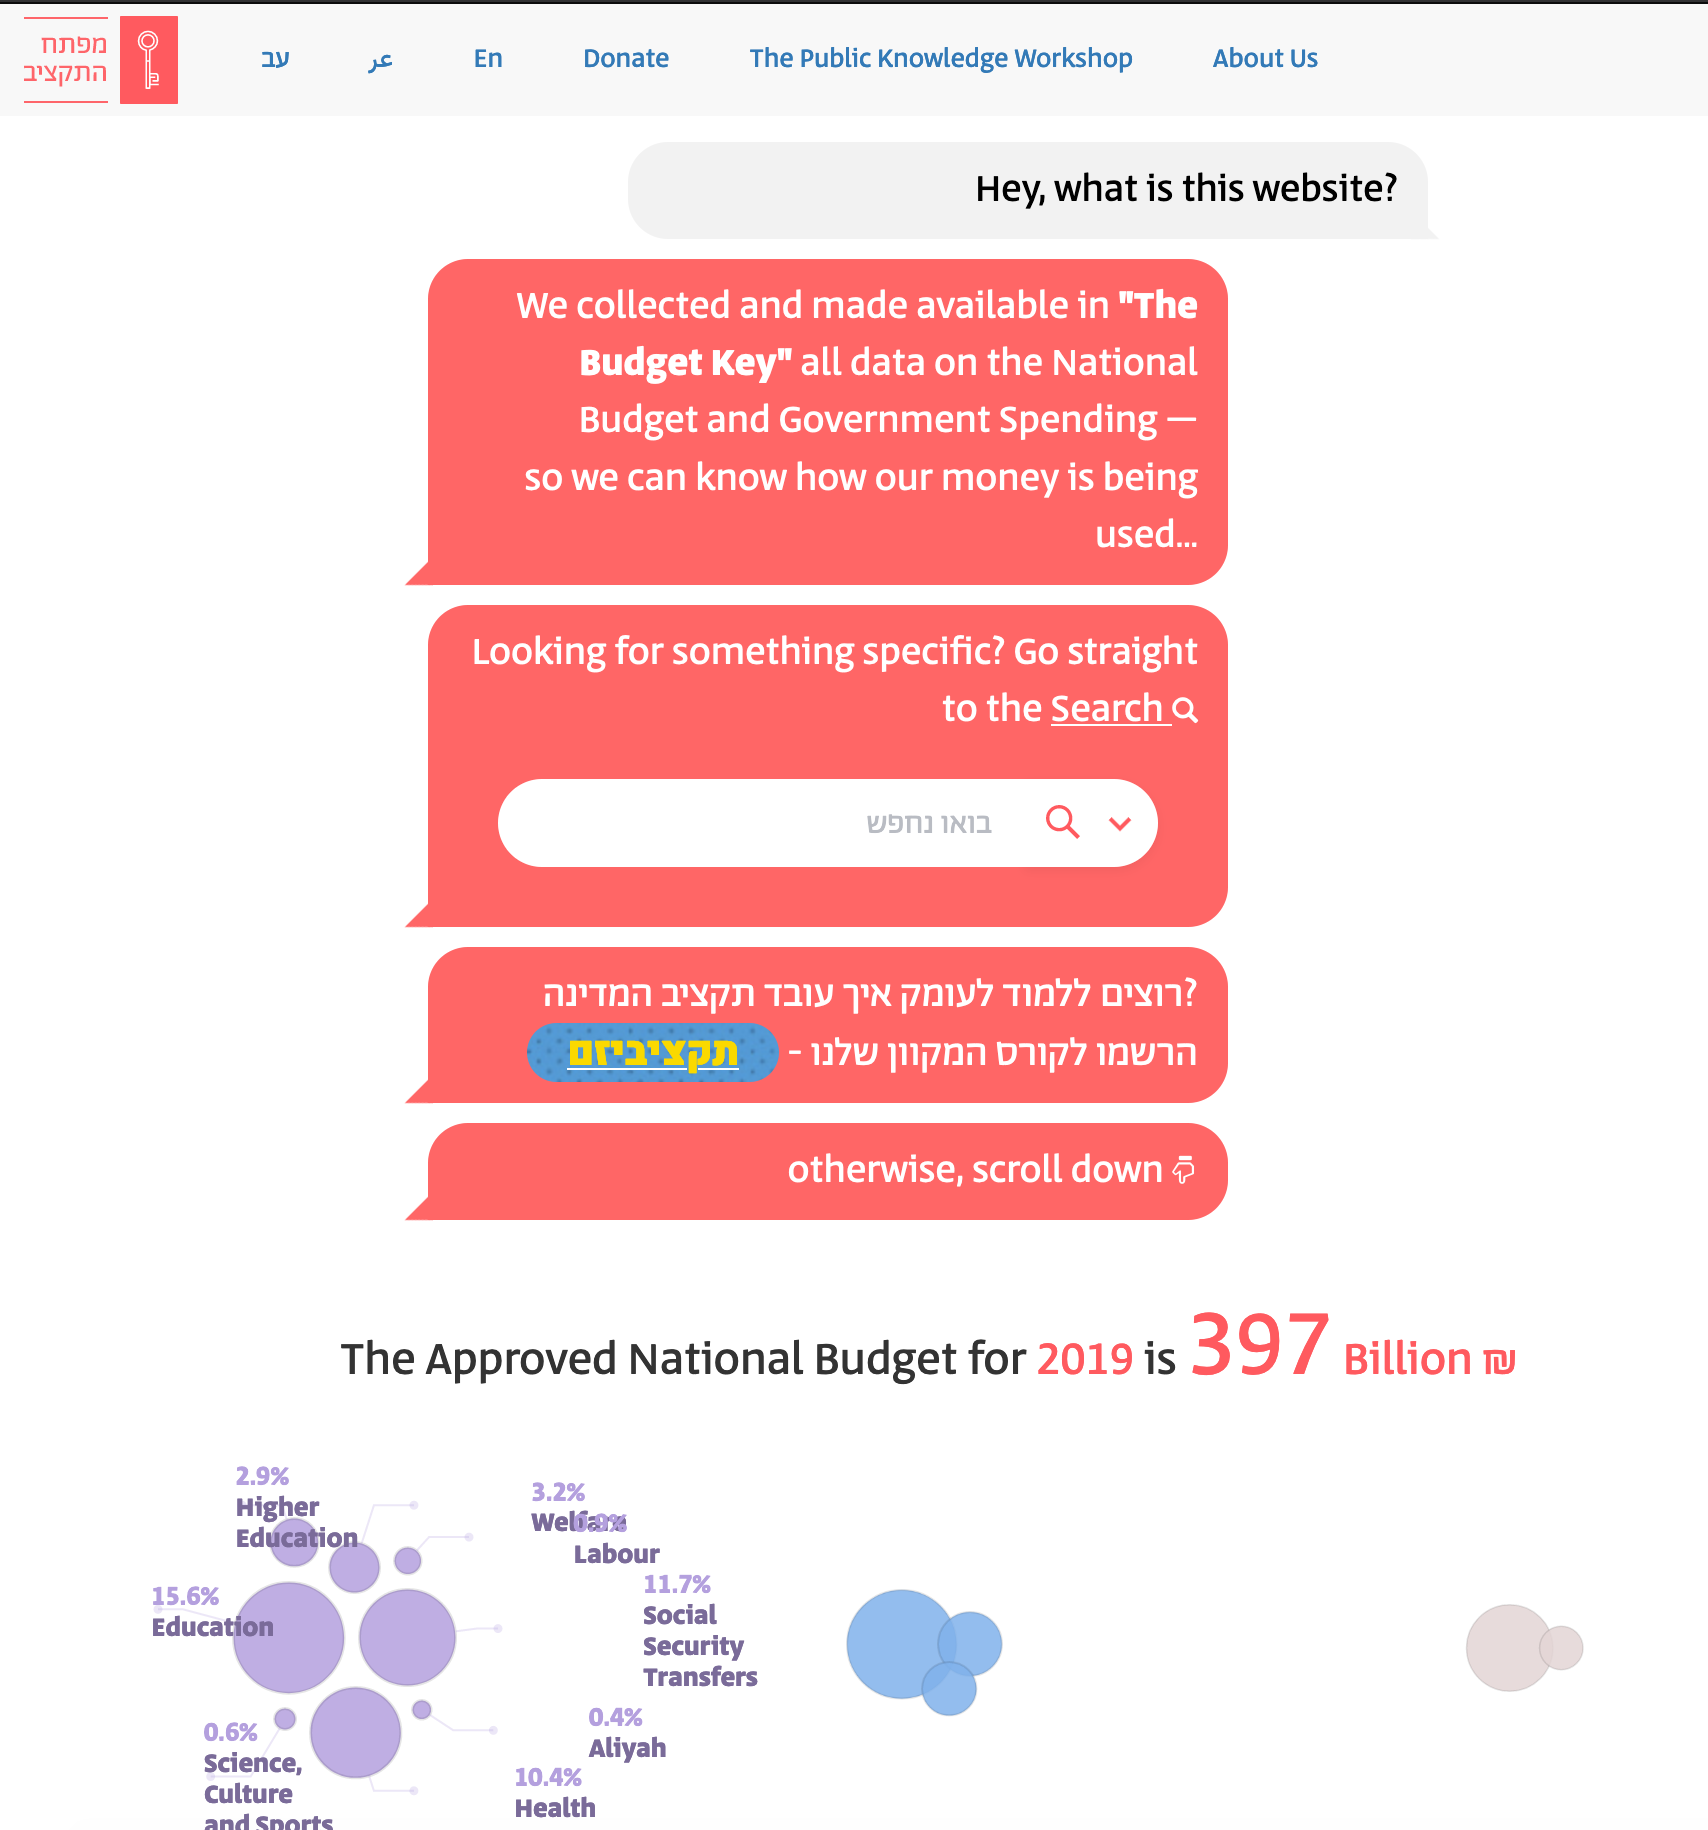 מפתח
התקציב
עב
عر
En
Donate
The Public Knowledge Workshop
About Us
Hey, what is this website?
We collected and made available in "The
Budget Key" all data on the National
Budget and Government Spending —
so we can know how our money is being
used...
Looking for something specific? Go straight
to the Search
בואו נחפש
?רוצים ללמוד לעומק איך עובד תקציב המדינה
הרשמו לקורס המקוון שלנו - תקציביזם
otherwise, scroll down
The Approved National Budget for 2019 is 397 Billion ₪
2.9%
Higher
Education
3.2%
Welfare
0.9%
Labour
15.6%
Education
11.7%
Social
Security
Transfers
0.6%
Science,
Culture
and Sports
0.4%
Aliyah
10.4%
Health